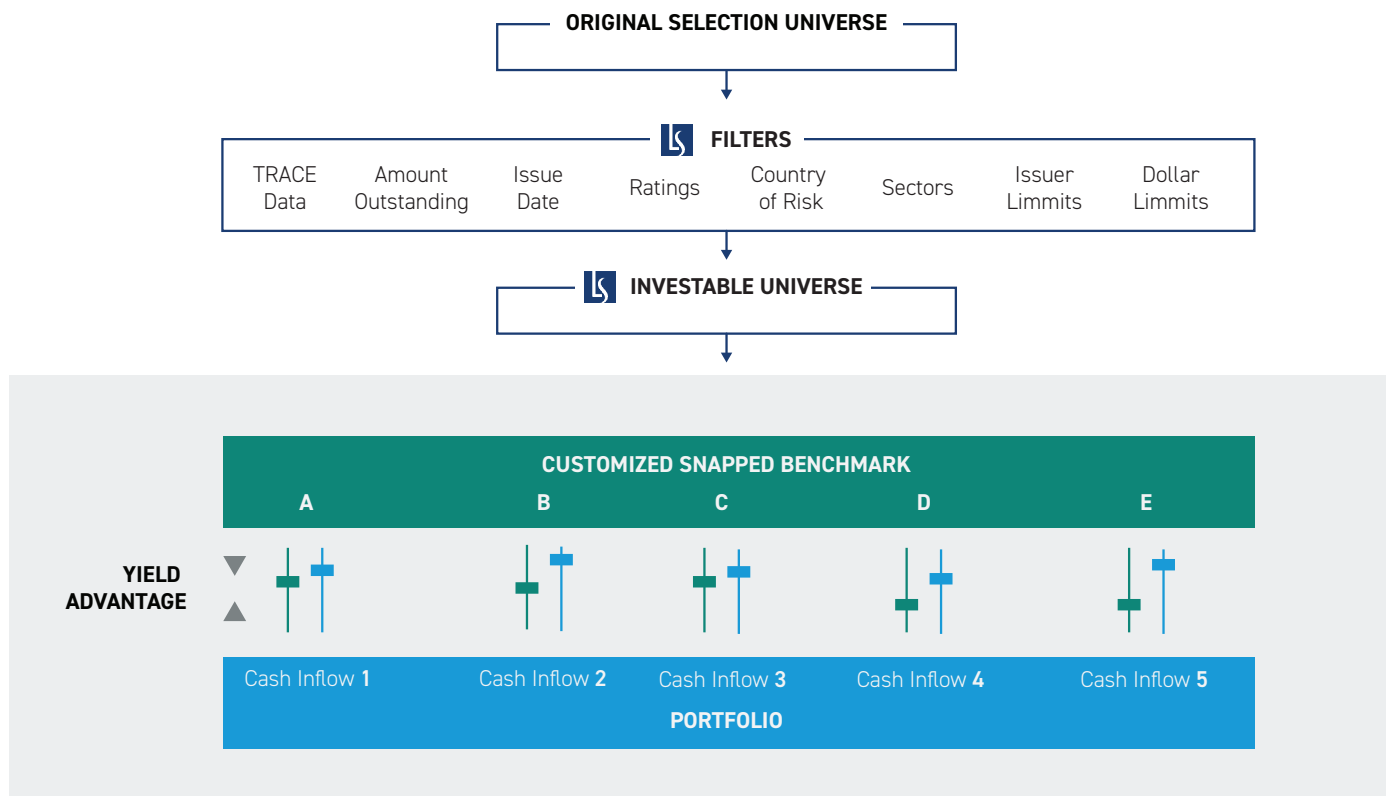 ORIGINAL SELECTION UNIVERSE
LS FILTERS
TRACE Data
Amount Outstanding
Issue Date
Ratings
Country of Risk
Sectors
Issuer Limmits
Dollar Limmits
LS INVESTABLE UNIVERSE
CUSTOMIZED SNAPPED BENCHMARK
A B C D E
YIELD
ADVANTAGE
Cash Inflow 1 Cash Inflow 2 Cash Inflow 3 Cash Inflow 4 Cash Inflow 5
PORTFOLIO